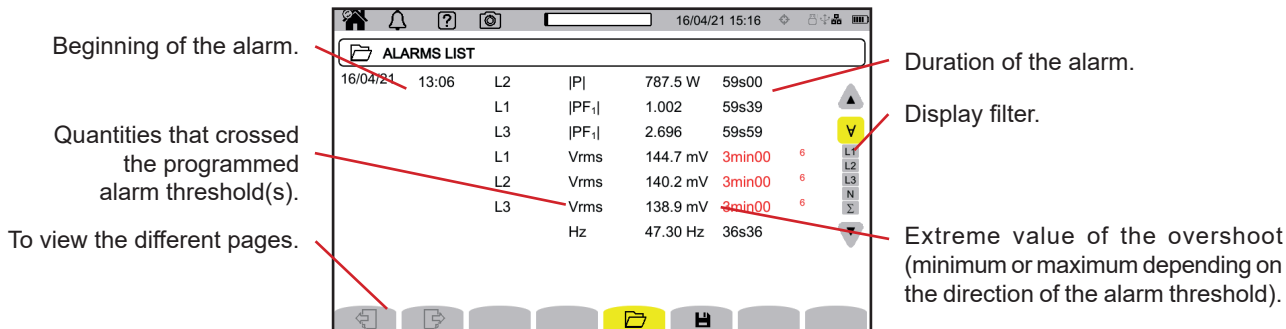 16/04/21 15:16
ALARMS LIST
16/04/21 13:06 L2 |P| 787.5 W 59s00
L1 |PF1| 1.002 59s39
L3 |PF1| 2.696 59s59
L1 Vrms 144.7 mV 3min00 6
L2 Vrms 140.2 mV 3min00 6
L3 Vrms 138.9 mV 3min00 6
Hz 47.30 Hz 36s36
∀
L1
L2
L3
N
Σ
Beginning of the alarm.
Quantities that crossed
the programmed
alarm threshold(s).
To view the different pages.
Duration of the alarm.
Display filter.
Extreme value of the overshoot
(minimum or maximum depending on
the direction of the alarm threshold).